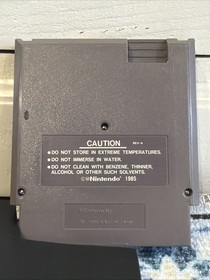 CAUTION REV-A
• DO NOT STORE IN EXTREME TEMPERATURES.
• DO NOT IMMERSE IN WATER.
• DO NOT CLEAN WITH BENZENE, THINNER,
ALCOHOL OR OTHER SUCH SOLVENTS.
©Nintendo® 1985